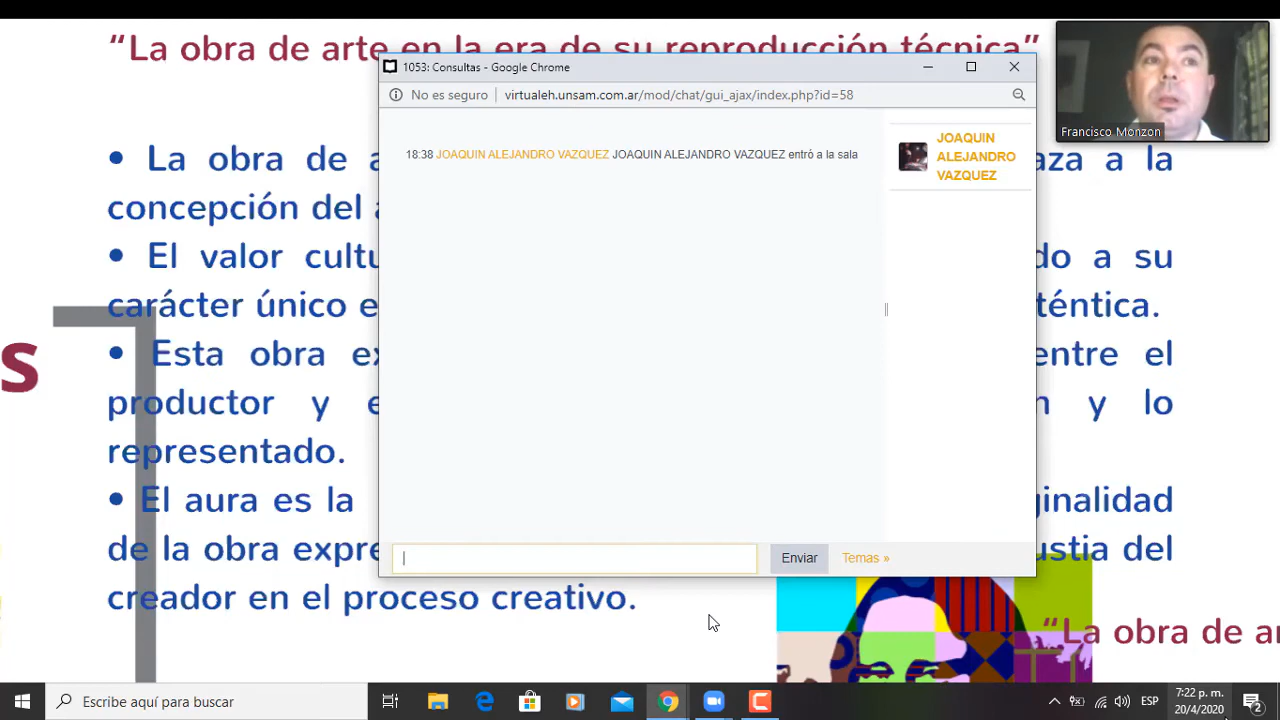 “La obra de arte en la era de su reproducción técnica”
Francisco Monzon
1053: Consultas - Google Chrome
No es seguro
virtualeh.unsam.com.ar/mod/chat/gui_ajax/index.php?id=58
18:38 JOAQUIN ALEJANDRO VAZQUEZ JOAQUIN ALEJANDRO VAZQUEZ entró a la sala
JOAQUIN
ALEJANDRO
VAZQUEZ
Enviar
Temas »
• La obra de a
a la
concepción del
• El valor cultu
a su
carácter único e
téntica.
• Esta obra ex
entre el
productor y e
y lo
representado.
• El aura es la
ginalidad
de la obra expre
ustia del
creador en el proceso creativo.
s
“La obra de ar
Escribe aquí para buscar
ESP
7:22 p. m.
20/4/2020
2